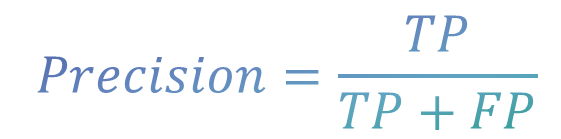 Precision = TP / TP + FP